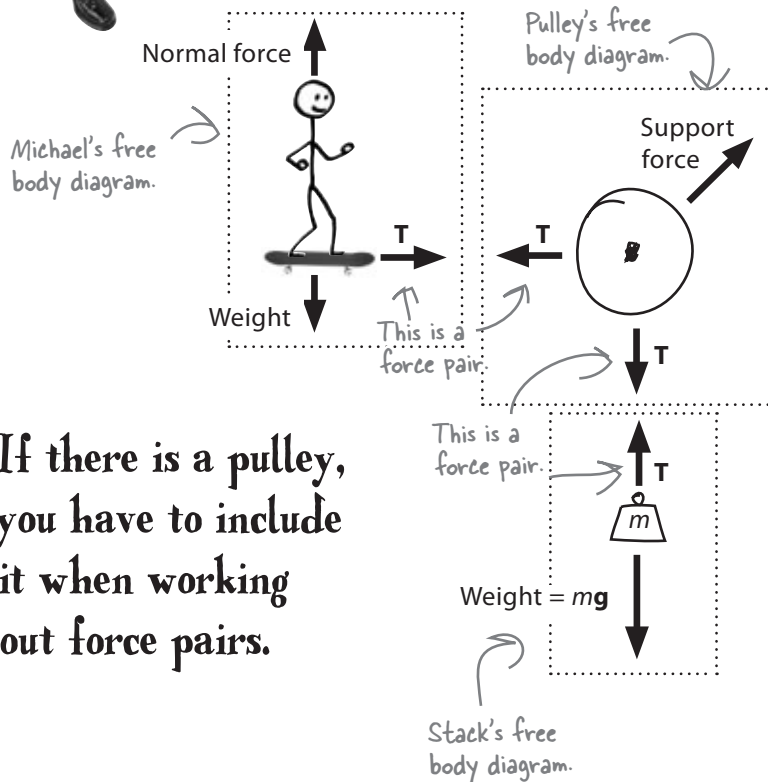 Pulley's free
body diagram.
Normal force
Michael's free
body diagram.
Support
force
T
T
Weight
This is a
force pair.
T
This is a
force pair.
T
m
If there is a pulley,
you have to include
it when working
out force pairs.
Weight = mg
Stack's free
body diagram.